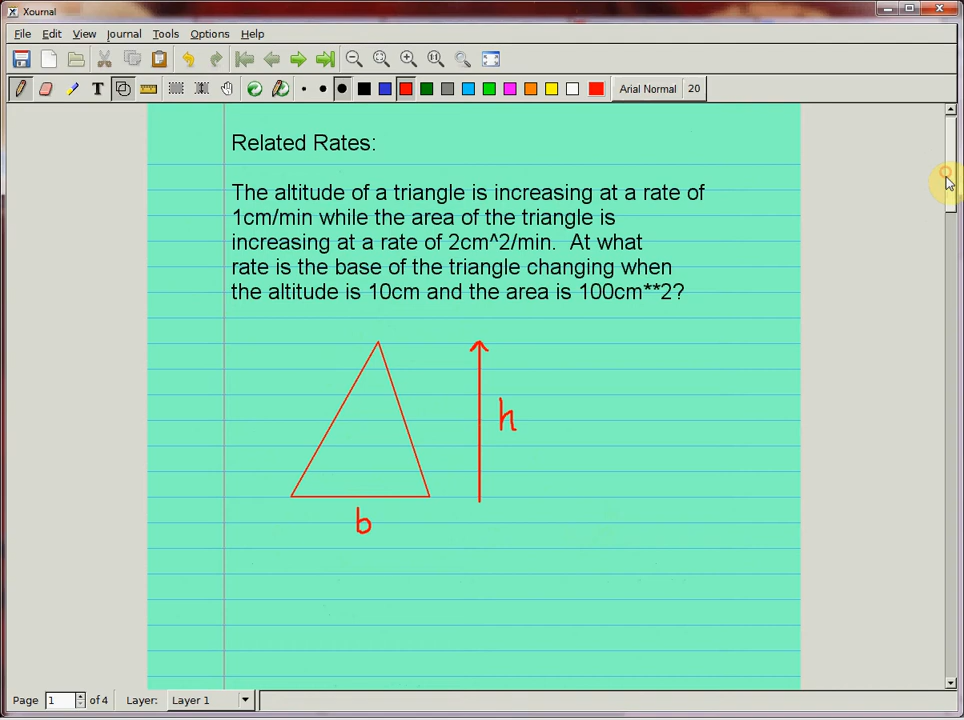 Xournal
File Edit View Journal Tools Options Help
T Arial Normal 20
Related Rates:
The altitude of a triangle is increasing at a rate of
1cm/min while the area of the triangle is
increasing at a rate of 2cm^2/min. At what
rate is the base of the triangle changing when
the altitude is 10cm and the area is 100cm**2?
h
b
Page 1 of 4 Layer: Layer 1